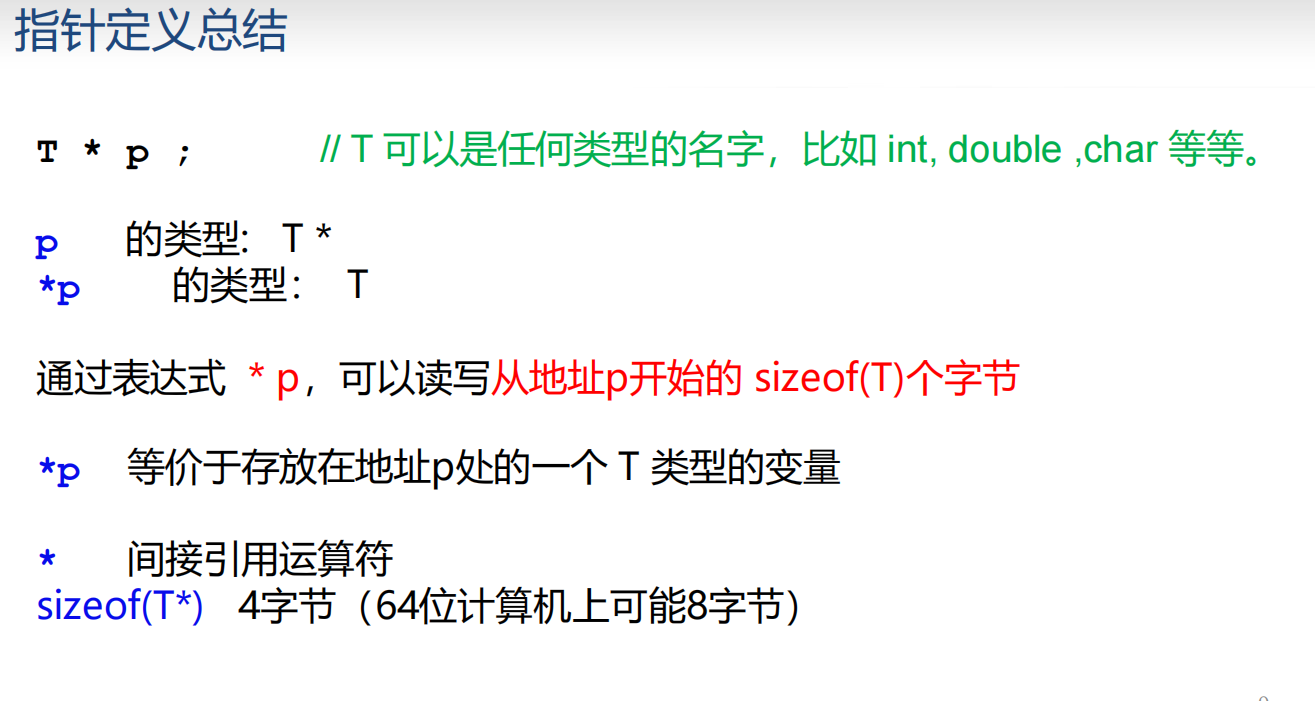 指针定义总结
T * p ; // T 可以是任何类型的名字，比如 int, double ,char 等等。
p 的类型: T *
*p 的类型： T
通过表达式 * p，可以读写从地址p开始的 sizeof(T)个字节
*p 等价于存放在地址p处的一个 T 类型的变量
* 间接引用运算符
sizeof(T*) 4字节（64位计算机上可能8字节）